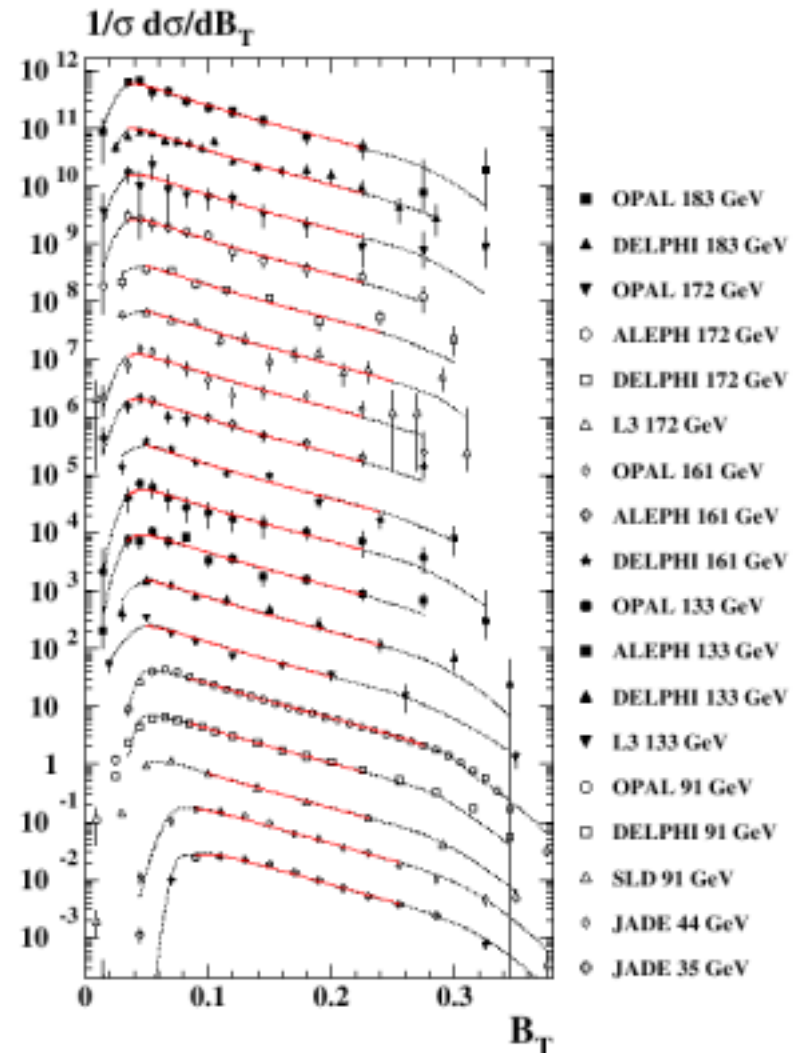 1/σ dσ/dB_T
10 12
10 11
10 10
10 9
10 8
10 7
10 6
10 5
10 4
10 3
10 2
10
1
10 -1
10 -2
10 -3
0 0.1 0.2 0.3
B_T
OPAL 183 GeV
DELPHI 183 GeV
OPAL 172 GeV
ALEPH 172 GeV
DELPHI 172 GeV
L3 172 GeV
OPAL 161 GeV
ALEPH 161 GeV
DELPHI 161 GeV
OPAL 133 GeV
ALEPH 133 GeV
DELPHI 133 GeV
L3 133 GeV
OPAL 91 GeV
DELPHI 91 GeV
SLD 91 GeV
JADE 44 GeV
JADE 35 GeV